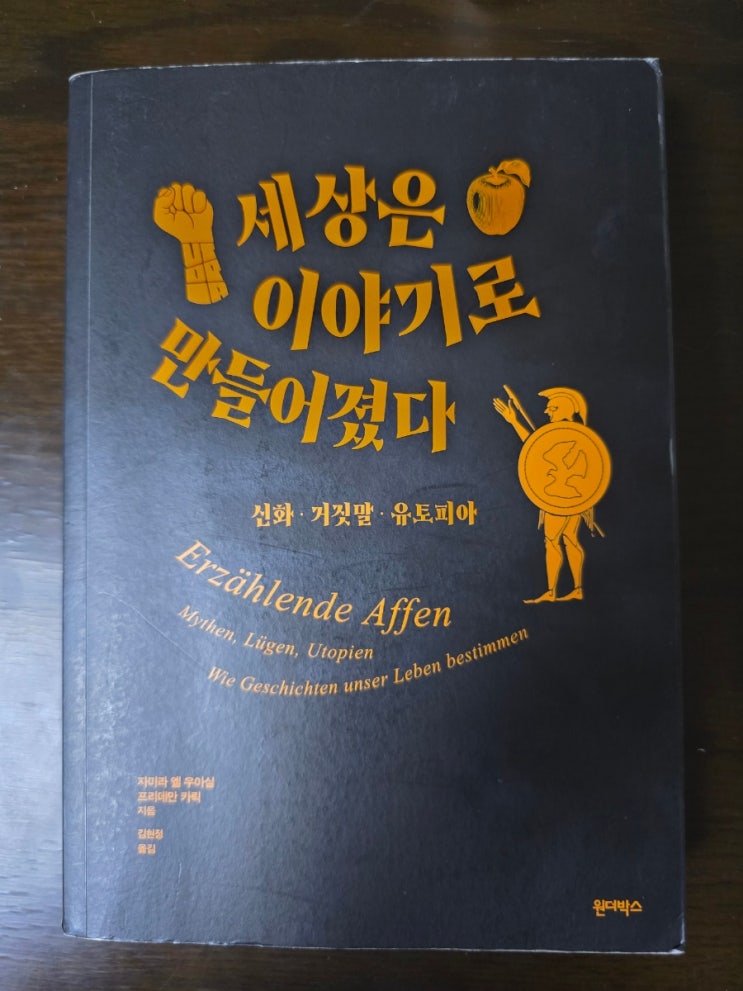 세상은
이야기로
만들어졌다
신화 · 거짓말 · 유토피아
Erzählende Affen
Mythen, Lügen, Utopien
Wie Geschichten unser Leben bestimmen
자미라 엘 우아실
프리데만 카릭
지음
김현정
옮김
원더박스